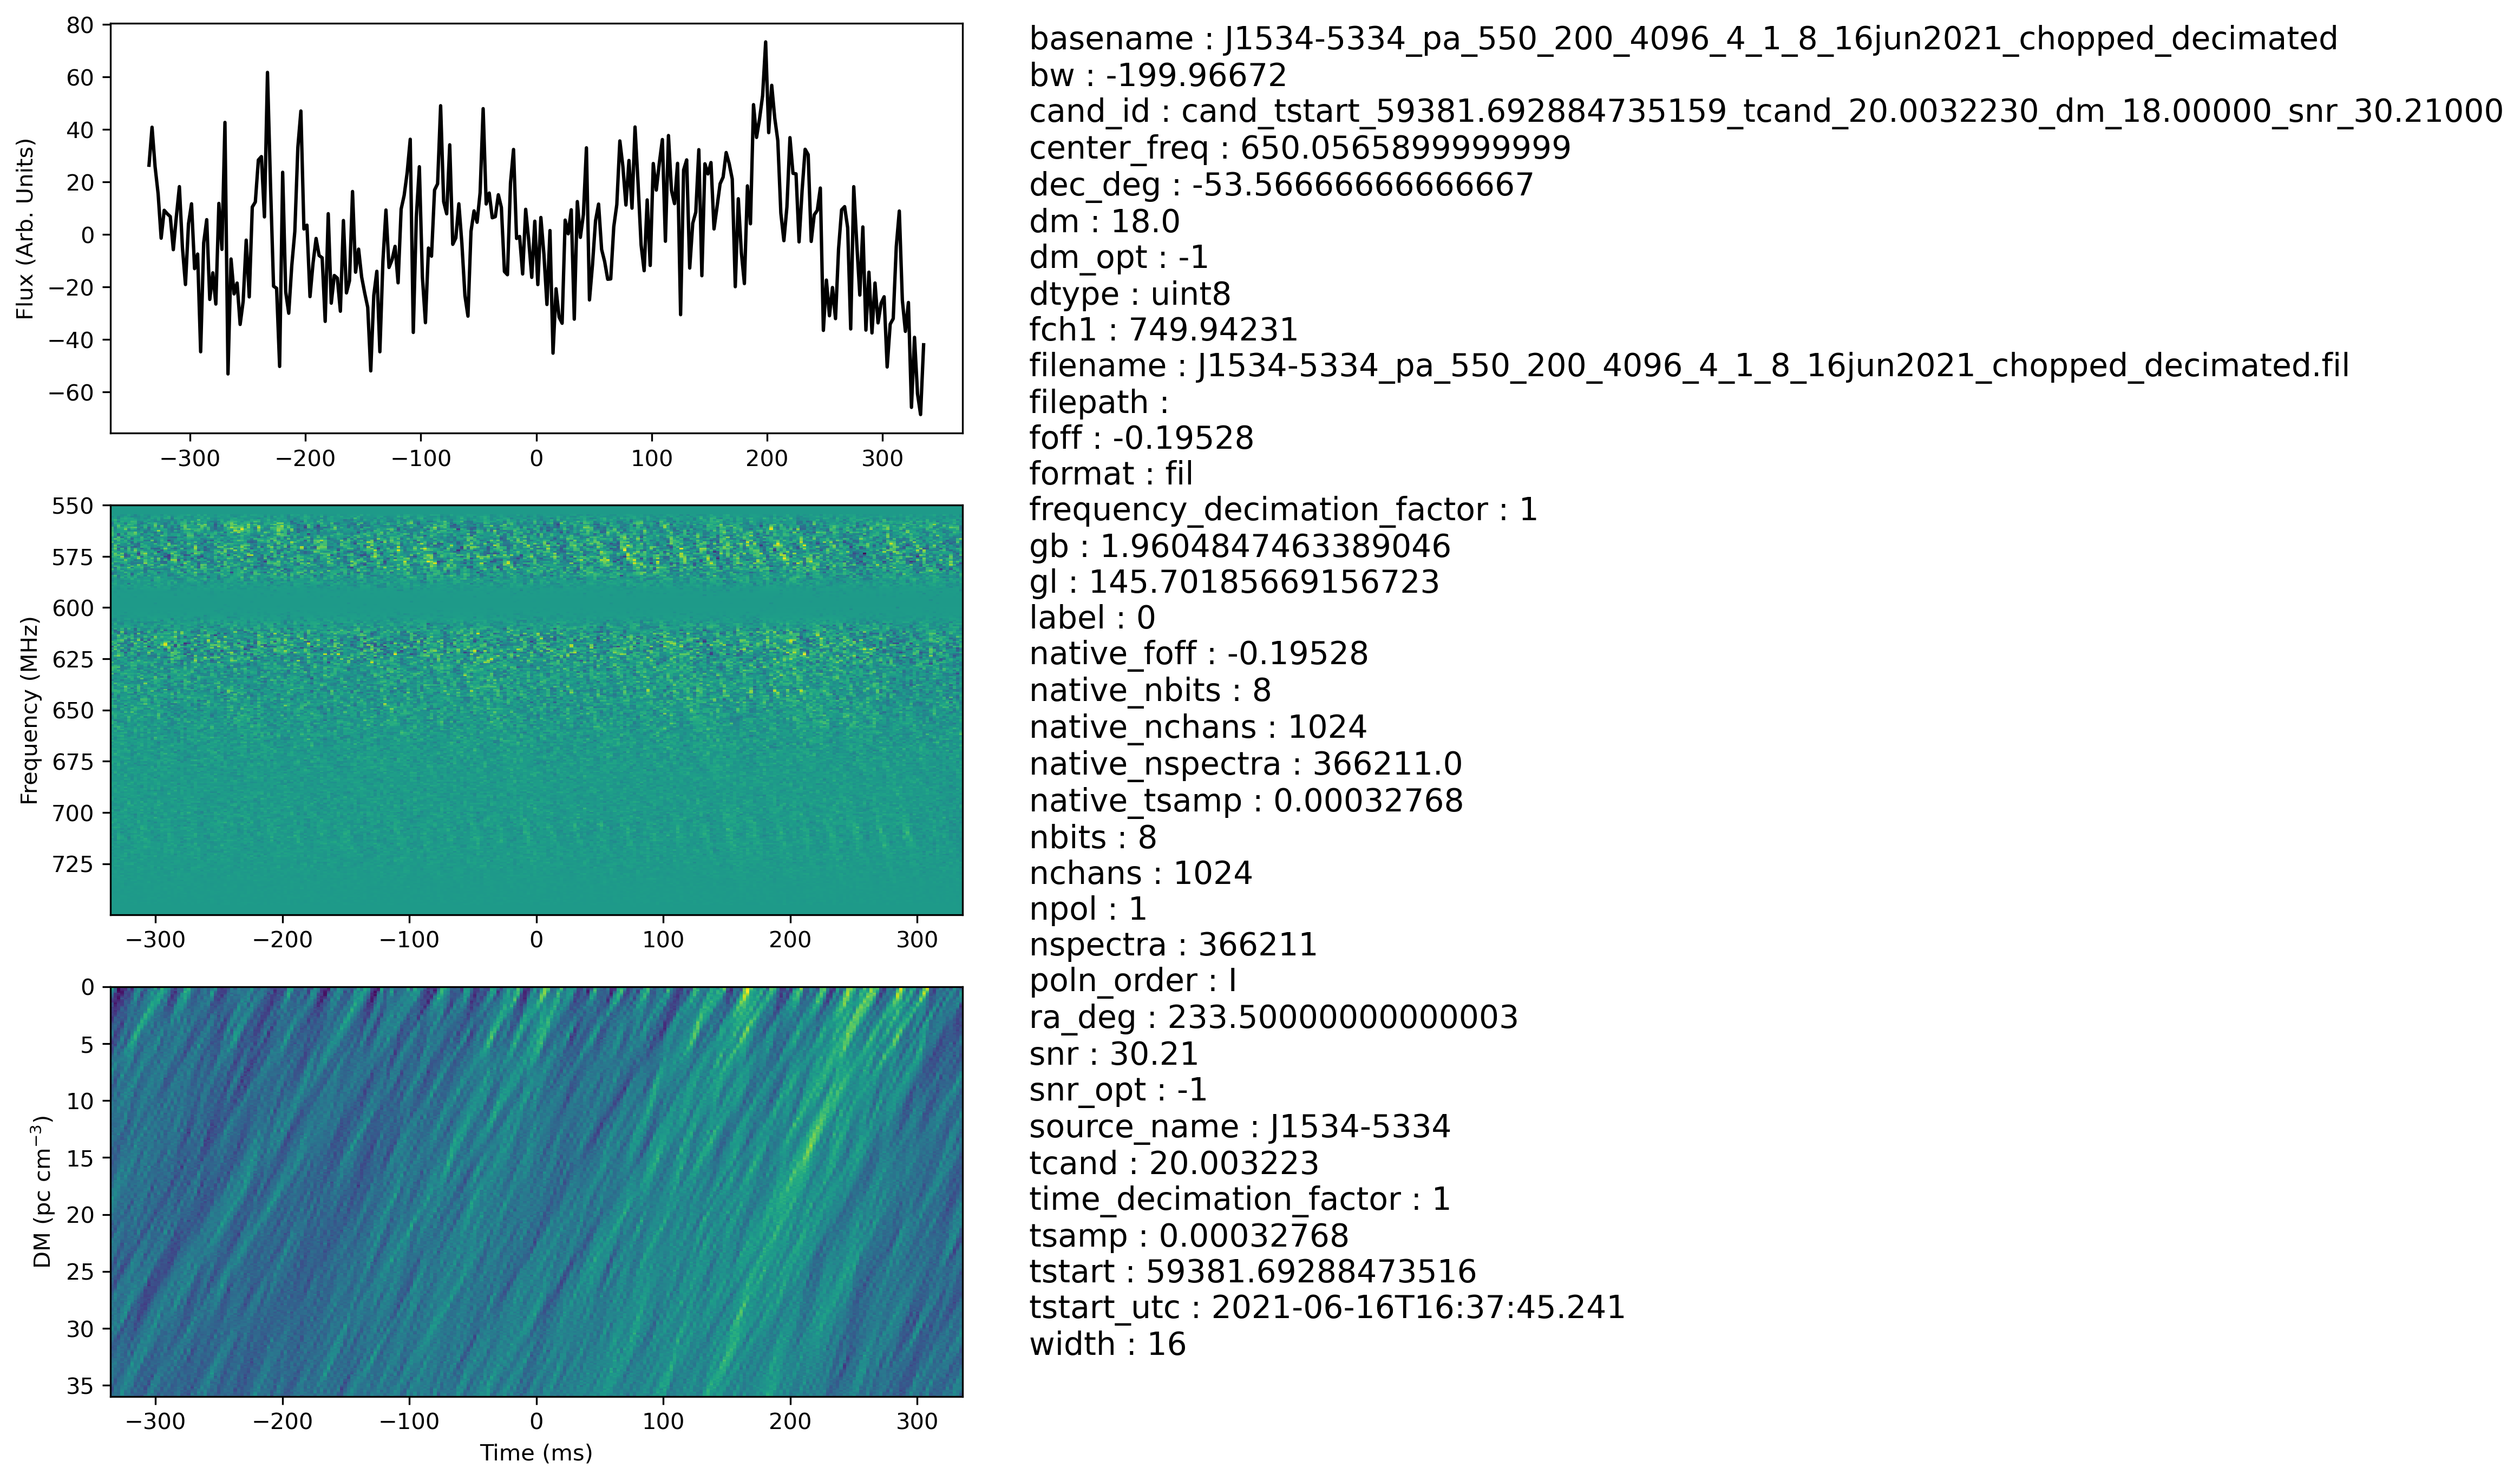 80
60
40
20
0
−20
−40
−60
Flux (Arb. Units)
−300 −200 −100 0 100 200 300
550
575
600
625
650
675
700
725
Frequency (MHz)
−300 −200 −100 0 100 200 300
0
5
10
15
20
25
30
35
DM (pc cm⁻³)
−300 −200 −100 0 100 200 300
Time (ms)
basename : J1534-5334_pa_550_200_4096_4_1_8_16jun2021_chopped_decimated
bw : -199.96672
cand_id : cand_tstart_59381.692884735159_tcand_20.0032230_dm_18.00000_snr_30.21000
center_freq : 650.0565899999999
dec_deg : -53.56666666666667
dm : 18.0
dm_opt : -1
dtype : uint8
fch1 : 749.94231
filename : J1534-5334_pa_550_200_4096_4_1_8_16jun2021_chopped_decimated.fil
filepath :
foff : -0.19528
format : fil
frequency_decimation_factor : 1
gb : 1.9604847463389046
gl : 145.70185669156723
label : 0
native_foff : -0.19528
native_nbits : 8
native_nchans : 1024
native_nspectra : 366211.0
native_tsamp : 0.00032768
nbits : 8
nchans : 1024
npol : 1
nspectra : 366211
poln_order : I
ra_deg : 233.50000000000003
snr : 30.21
snr_opt : -1
source_name : J1534-5334
tcand : 20.003223
time_decimation_factor : 1
tsamp : 0.00032768
tstart : 59381.69288473516
tstart_utc : 2021-06-16T16:37:45.241
width : 16